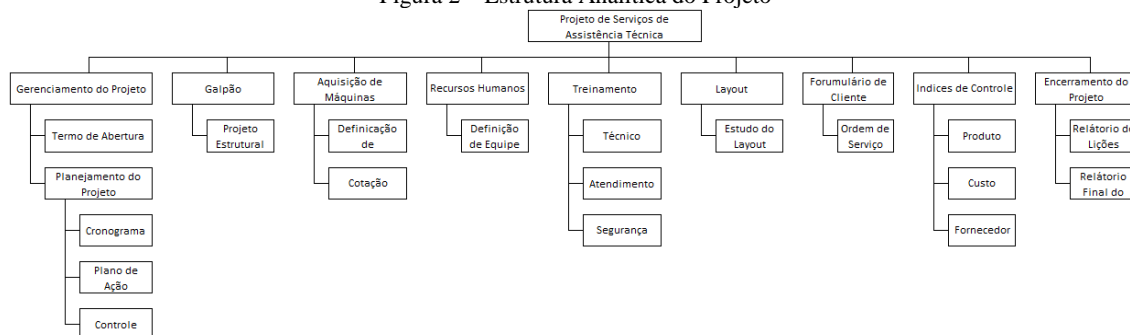 Figura 2 – Estrutura Analítica do Projeto
Projeto de Serviços de
Assistência Técnica
Gerenciamento do Projeto
Galpão
Aquisição de
Máquinas
Recursos Humanos
Treinamento
Layout
Forumulário de
Cliente
Indices de Controle
Encerramento do
Projeto
Termo de Abertura
Projeto
Estrutural
Definicação
de
Definição
de Equipe
Técnico
Estudo do
Layout
Ordem de
Serviço
Produto
Relátorio de
Lições
Planejamento do
Projeto
Cotação
Atendimento
Custo
Relátorio
Final do
Cronograma
Segurança
Fornecedor
Plano de
Ação
Controle